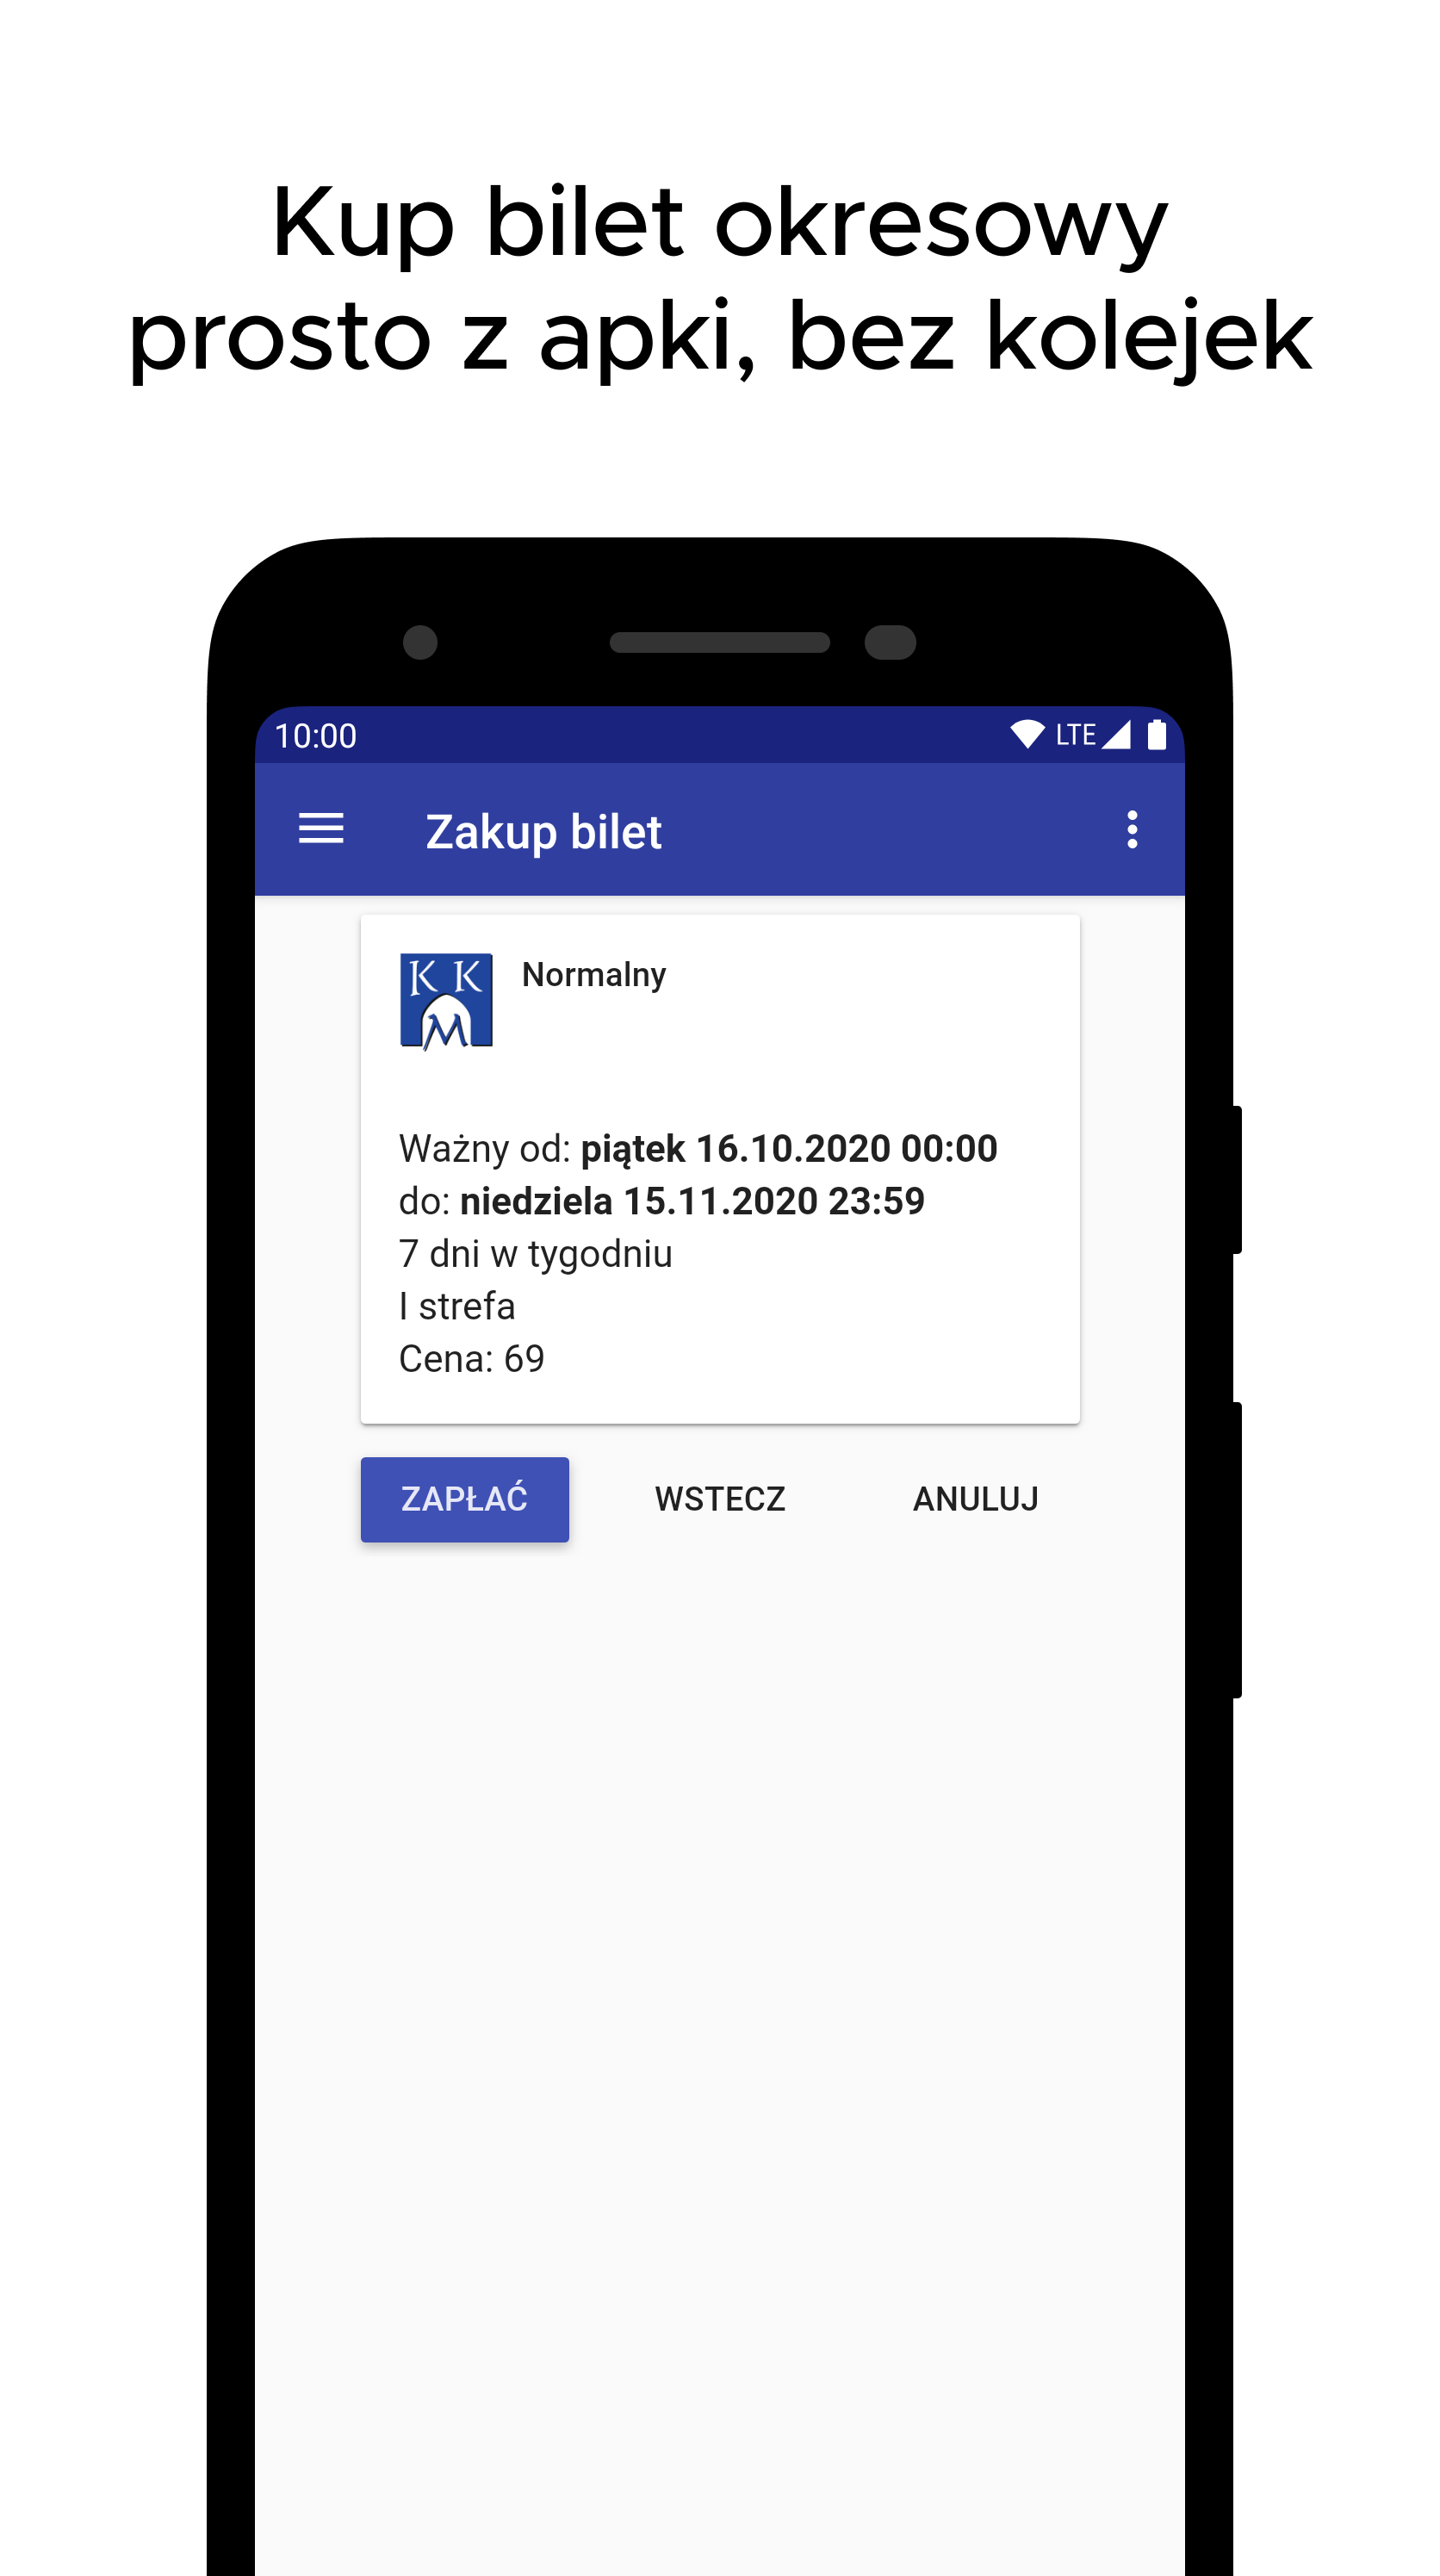 Kup bilet okresowy
prosto z apki, bez kolejek
10:00 LTE
Zakup bilet
K K
M
Normalny
Ważny od: piątek 16.10.2020 00:00
do: niedziela 15.11.2020 23:59
7 dni w tygodniu
I strefa
Cena: 69
ZAPŁAĆ WSTECZ ANULUJ